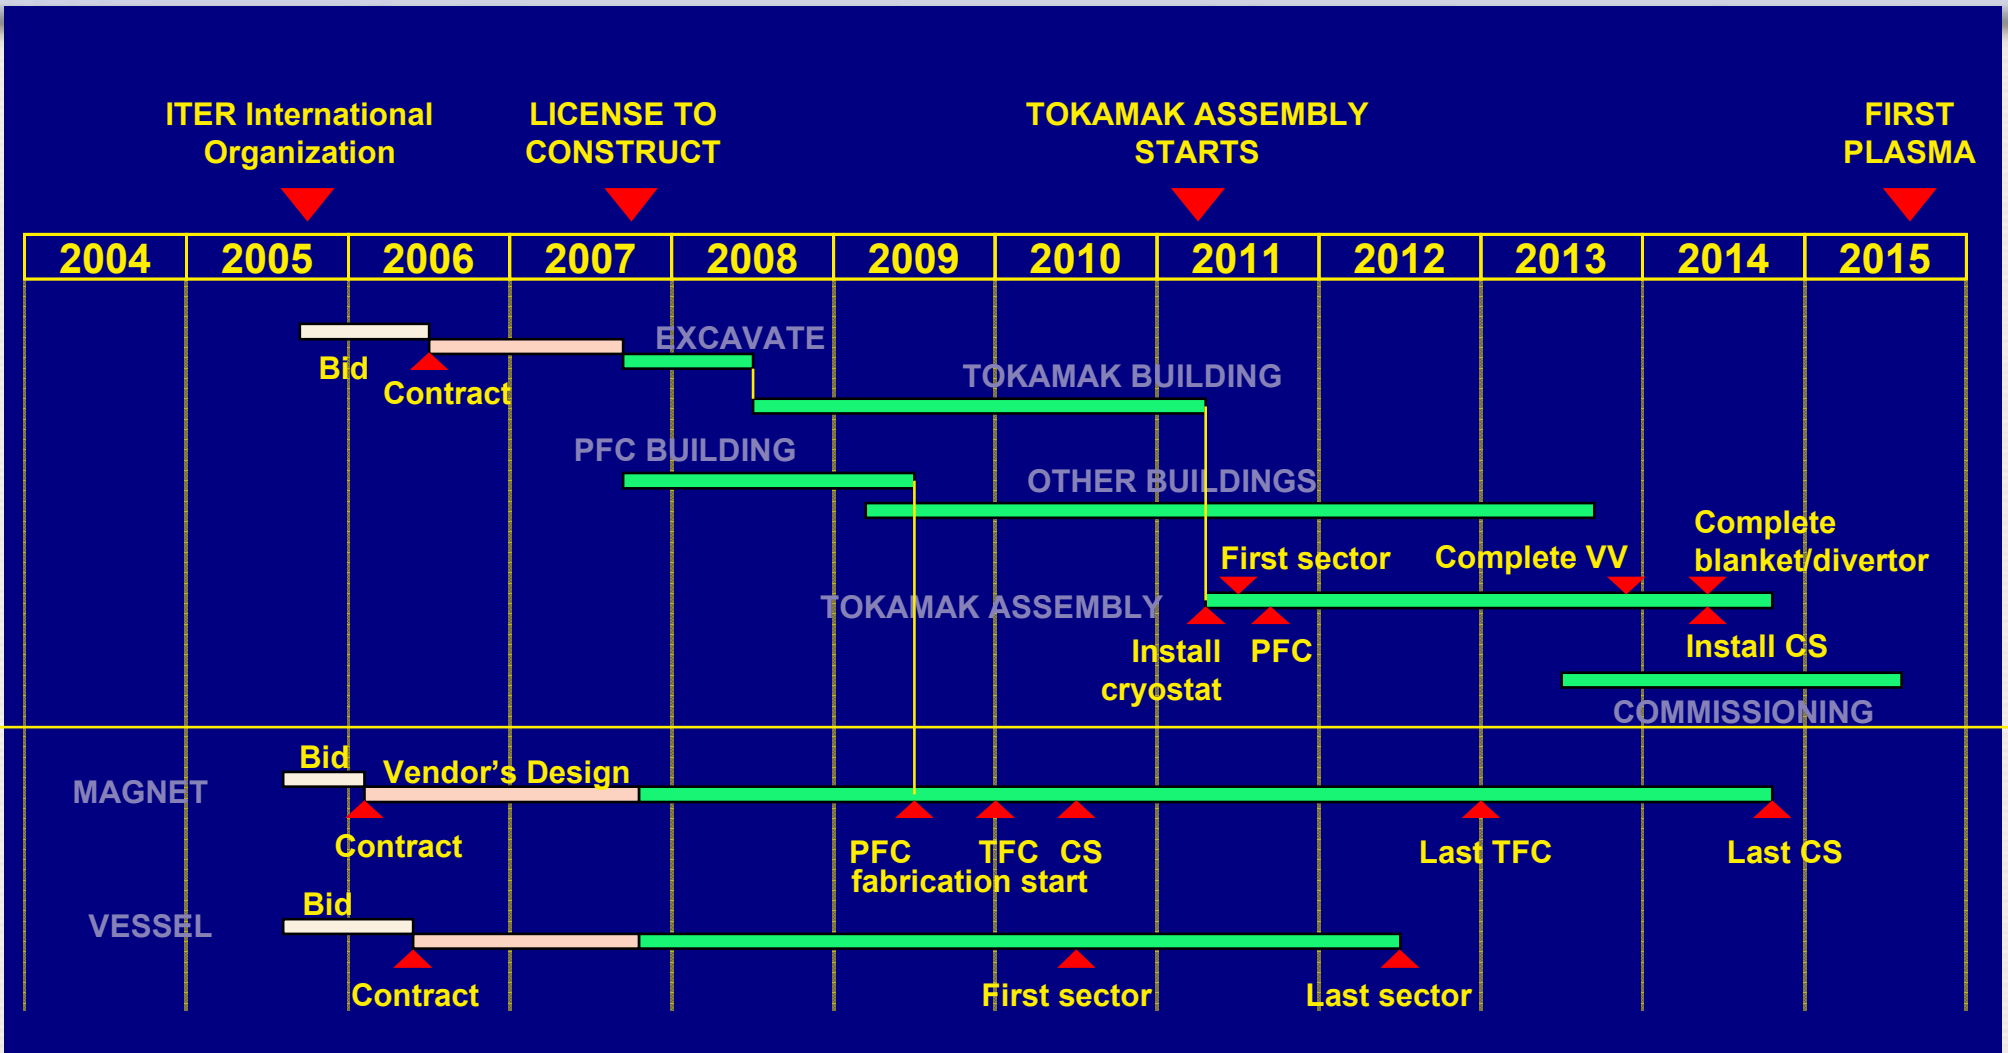 ITER International
Organization
LICENSE TO
CONSTRUCT
TOKAMAK ASSEMBLY
STARTS
FIRST
PLASMA
2004 2005 2006 2007 2008 2009 2010 2011 2012 2013 2014 2015
EXCAVATE
Bid
Contract
TOKAMAK BUILDING
PFC BUILDING
OTHER BUILDINGS
Complete
blanket/divertor
First sector
Complete VV
TOKAMAK ASSEMBLY
Install
cryostat
PFC
Install CS
COMMISSIONING
MAGNET
Bid
Vendor's Design
Contract
PFC TFC CS
fabrication start
Last TFC
Last CS
VESSEL
Bid
Contract
First sector
Last sector